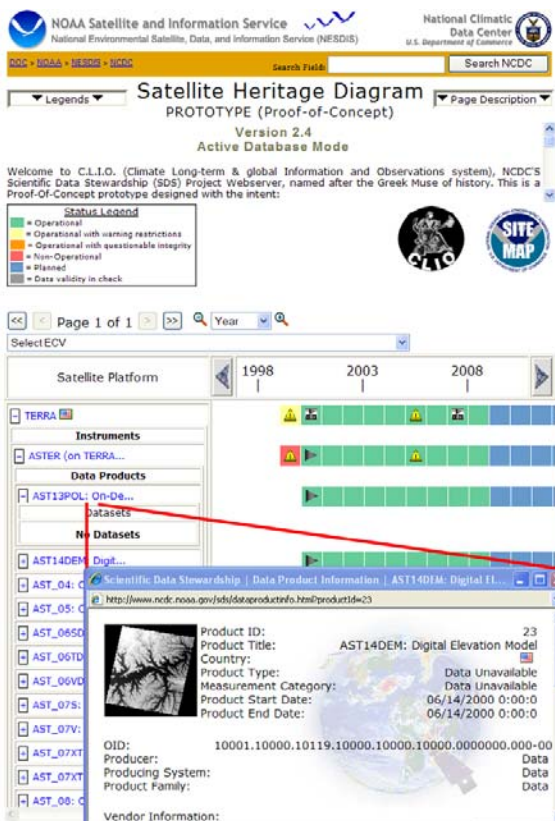 NOAA Satellite and Information Service
National Environmental Satellite, Data, and Information Service (NESDIS)
National Climatic
Data Center
U.S. Department of Commerce
DOC > NOAA > NESDIS > NCDC
Search Field:
Search NCDC
▼ Legends ▼
Satellite Heritage Diagram
▼ Page Description ▼
PROTOTYPE (Proof-of-Concept)
Version 2.4
Active Database Mode
Welcome to C.L.I.O. (Climate Long-term & global Information and Observations system), NCDC'S
Scientific Data Stewardship (SDS) Project Webserver, named after the Greek Muse of history. This is a
Proof-Of-Concept prototype designed with the intent:
Status Legend
= Operational
= Operational with warning restrictions
= Operational with questionable integrity
= Non-Operational
= Planned
= Data validity in check
CLIO
SITE
MAP
<< < Page 1 of 1 > >> Year
Select ECV
Satellite Platform
1998 2003 2008
TERRA
Instruments
ASTER (on TERRA...
Data Products
AST13POL: On-De...
Datasets
No Datasets
AST14DEM: Digit...
AST_04: C
AST_05: C
AST_06SD
AST_06TD
AST_06VD
AST_07S:
AST_07V:
AST_07XT
AST_07XT
AST_08: C
Scientific Data Stewardship | Data Product Information | AST14DEM: Digital El...
http://www.ncdc.noaa.gov/sds/dataproductinfo.html?productId=23
Product ID: 23
Product Title: AST14DEM: Digital Elevation Model
Country:
Product Type: Data Unavailable
Measurement Category: Data Unavailable
Product Start Date: 06/14/2000 0:00:0
Product End Date: 06/14/2000 0:00:0
OID: 10001.10000.10119.10000.10000.10000.0000000.000-00
Producer: Data
Producing System: Data
Product Family: Data
Vendor Information: